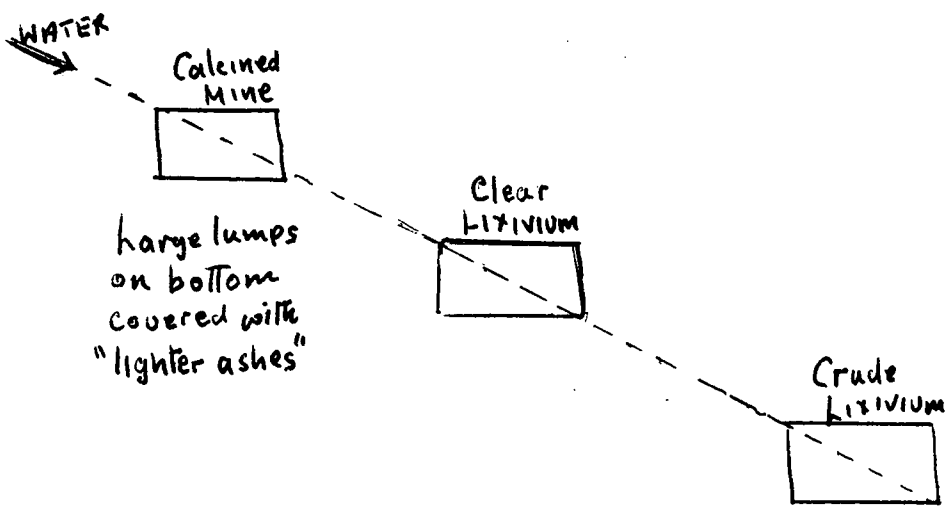 WATER
Calcined
Mine
Clear
Lixivium
Large lumps
on bottom
covered with
"lighter ashes"
Crude
Lixivium